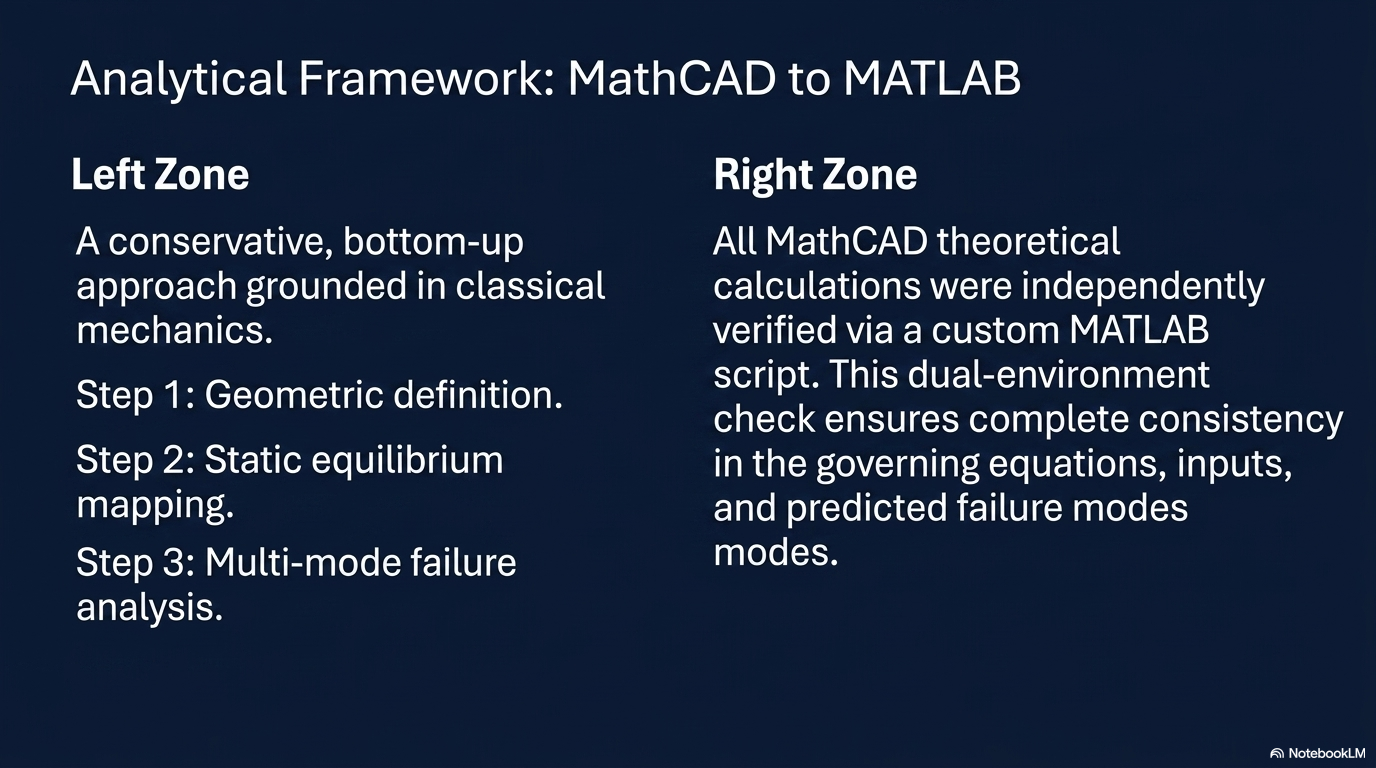 Analytical Framework: MathCAD to MATLAB
Left Zone
A conservative, bottom-up
approach grounded in classical
mechanics.
Step 1: Geometric definition.
Step 2: Static equilibrium
mapping.
Step 3: Multi-mode failure
analysis.
Right Zone
All MathCAD theoretical
calculations were independently
verified via a custom MATLAB
script. This dual-environment
check ensures complete consistency
in the governing equations, inputs,
and predicted failure modes
modes.
NotebookLM